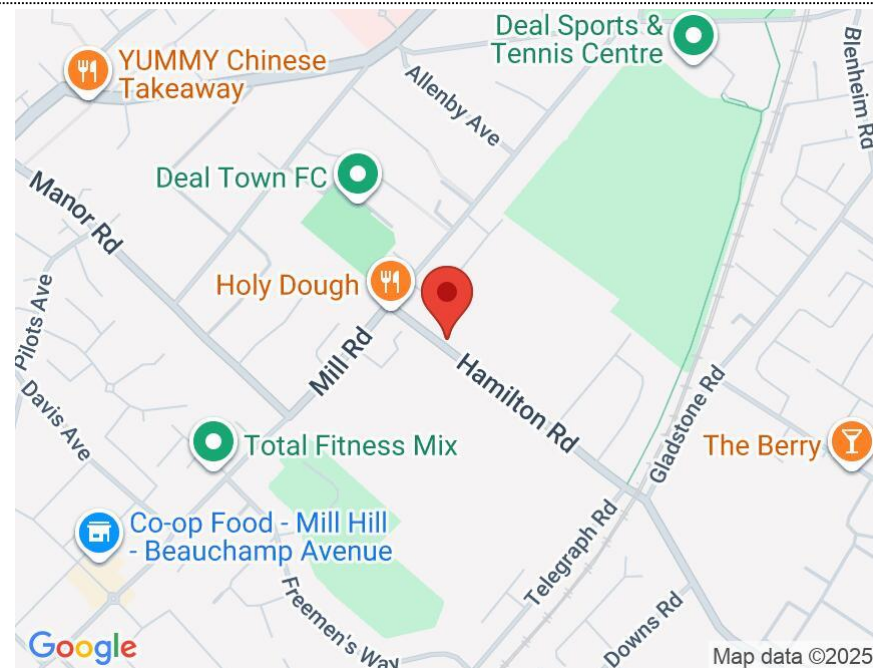 Deal Sports &
Tennis Centre
YUMMY Chinese
Takeaway
Blenheim Rd
Allenby Ave
Deal Town FC
Manor Rd
Holy Dough
Pilots Ave
Mill Rd
Hamilton Rd
Davis Ave
Gladstone Rd
Total Fitness Mix
The Berry
Co-op Food - Mill Hill
- Beauchamp Avenue
Telegraph Rd
Freemen's Way
Downs Rd
Google
Map data ©2025